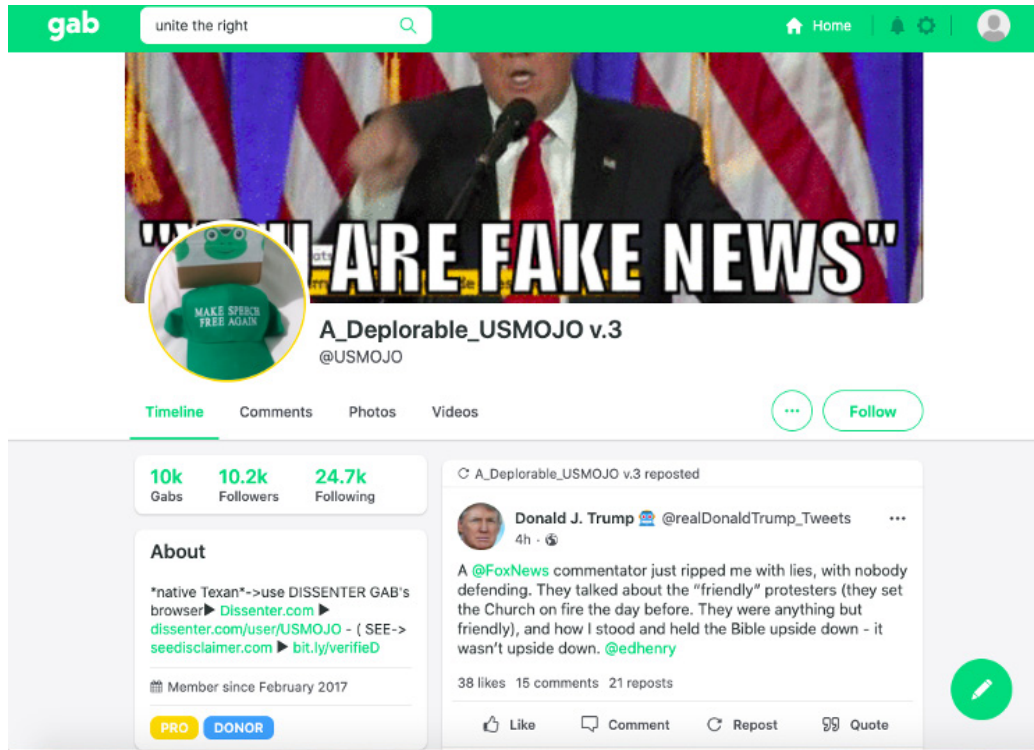 gab
unite the right
Home
"YOU ARE FAKE NEWS"
MAKE SPEECH
FREE AGAIN
A_Deplorable_USMOJO v.3
@USMOJO
Timeline Comments Photos Videos
... Follow
10k 10.2k 24.7k
Gabs Followers Following
About
*native Texan*->use DISSENTER GAB's
browser▶ Dissenter.com ▶
dissenter.com/user/USMOJO - ( SEE->
seedisclaimer.com ▶ bit.ly/verifieD
Member since February 2017
PRO DONOR
A_Deplorable_USMOJO v.3 reposted
Donald J. Trump @realDonaldTrump_Tweets ...
4h ·
A @FoxNews commentator just ripped me with lies, with nobody
defending. They talked about the “friendly” protesters (they set
the Church on fire the day before. They were anything but
friendly), and how I stood and held the Bible upside down - it
wasn’t upside down. @edhenry
38 likes 15 comments 21 reposts
Like Comment Repost Quote